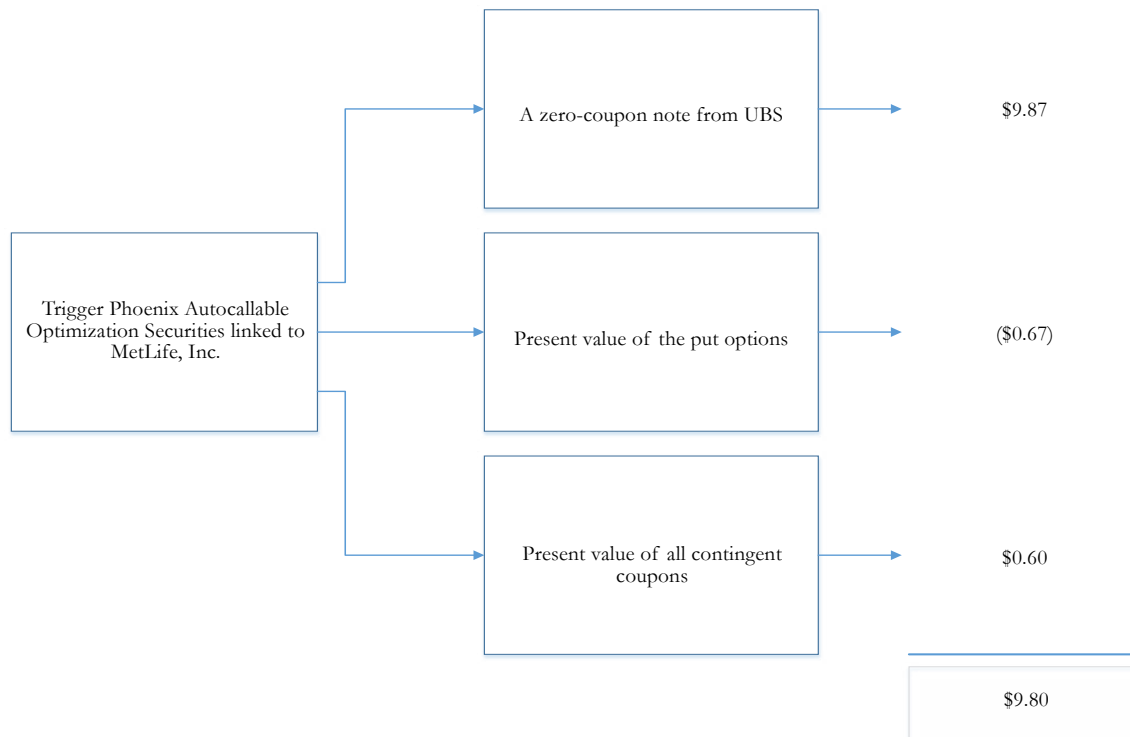 A zero-coupon note from UBS
$9.87
Trigger Phoenix Autocallable
Optimization Securities linked to
MetLife, Inc.
Present value of the put options
($0.67)
Present value of all contingent
coupons
$0.60
$9.80